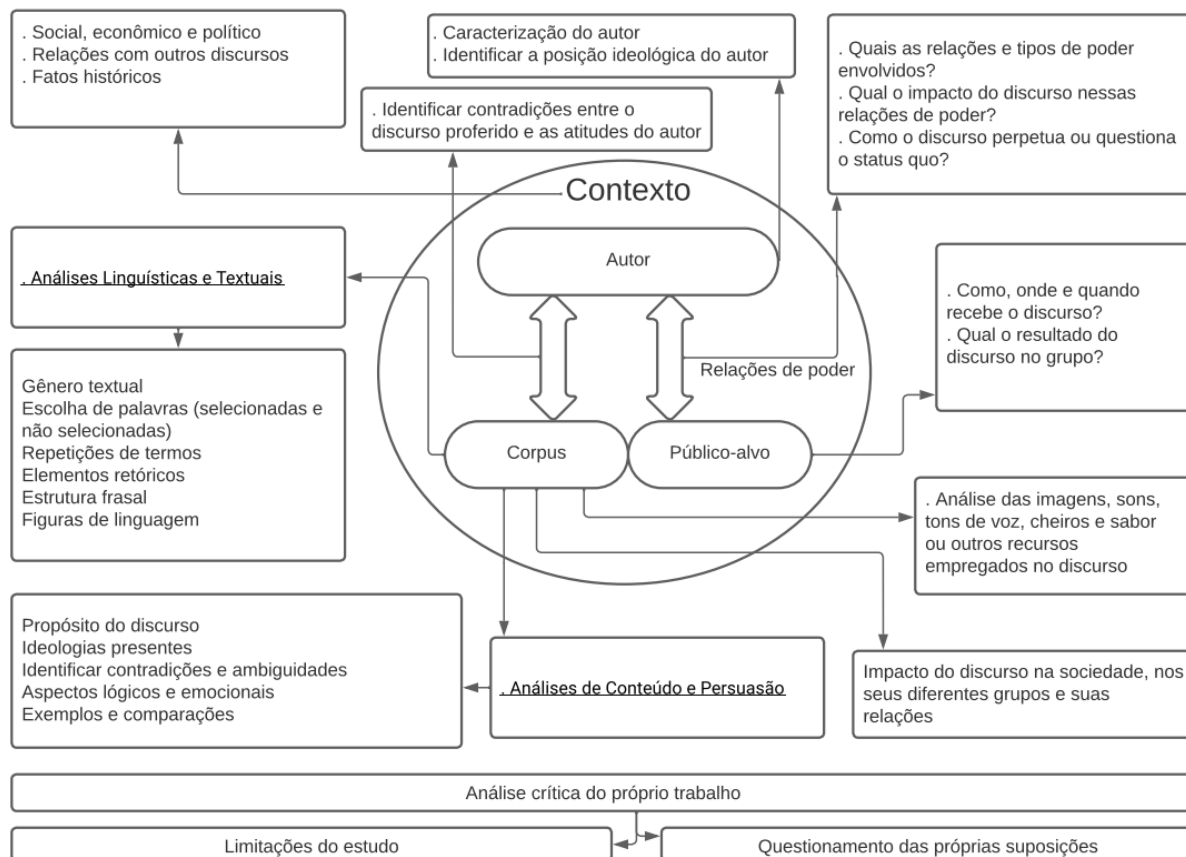 . Social, econômico e político
. Relações com outros discursos
. Fatos históricos
. Caracterização do autor
. Identificar a posição ideológica do autor
. Identificar contradições entre o
discurso proferido e as atitudes do autor
. Quais as relações e tipos de poder
envolvidos?
. Qual o impacto do discurso nessas
relações de poder?
. Como o discurso perpetua ou questiona
o status quo?
Contexto
Autor
. Análises Linguísticas e Textuais
. Como, onde e quando
recebe o discurso?
. Qual o resultado do
discurso no grupo?
Relações de poder
Gênero textual
Escolha de palavras (selecionadas e
não selecionadas)
Repetições de termos
Elementos retóricos
Estrutura frasal
Figuras de linguagem
Corpus
Público-alvo
. Análise das imagens, sons,
tons de voz, cheiros e sabor
ou outros recursos
empregados no discurso
Propósito do discurso
Ideologias presentes
Identificar contradições e ambiguidades
Aspectos lógicos e emocionais
Exemplos e comparações
. Análises de Conteúdo e Persuasão
Impacto do discurso na sociedade, nos
seus diferentes grupos e suas
relações
Análise crítica do próprio trabalho
Limitações do estudo
Questionamento das próprias suposições